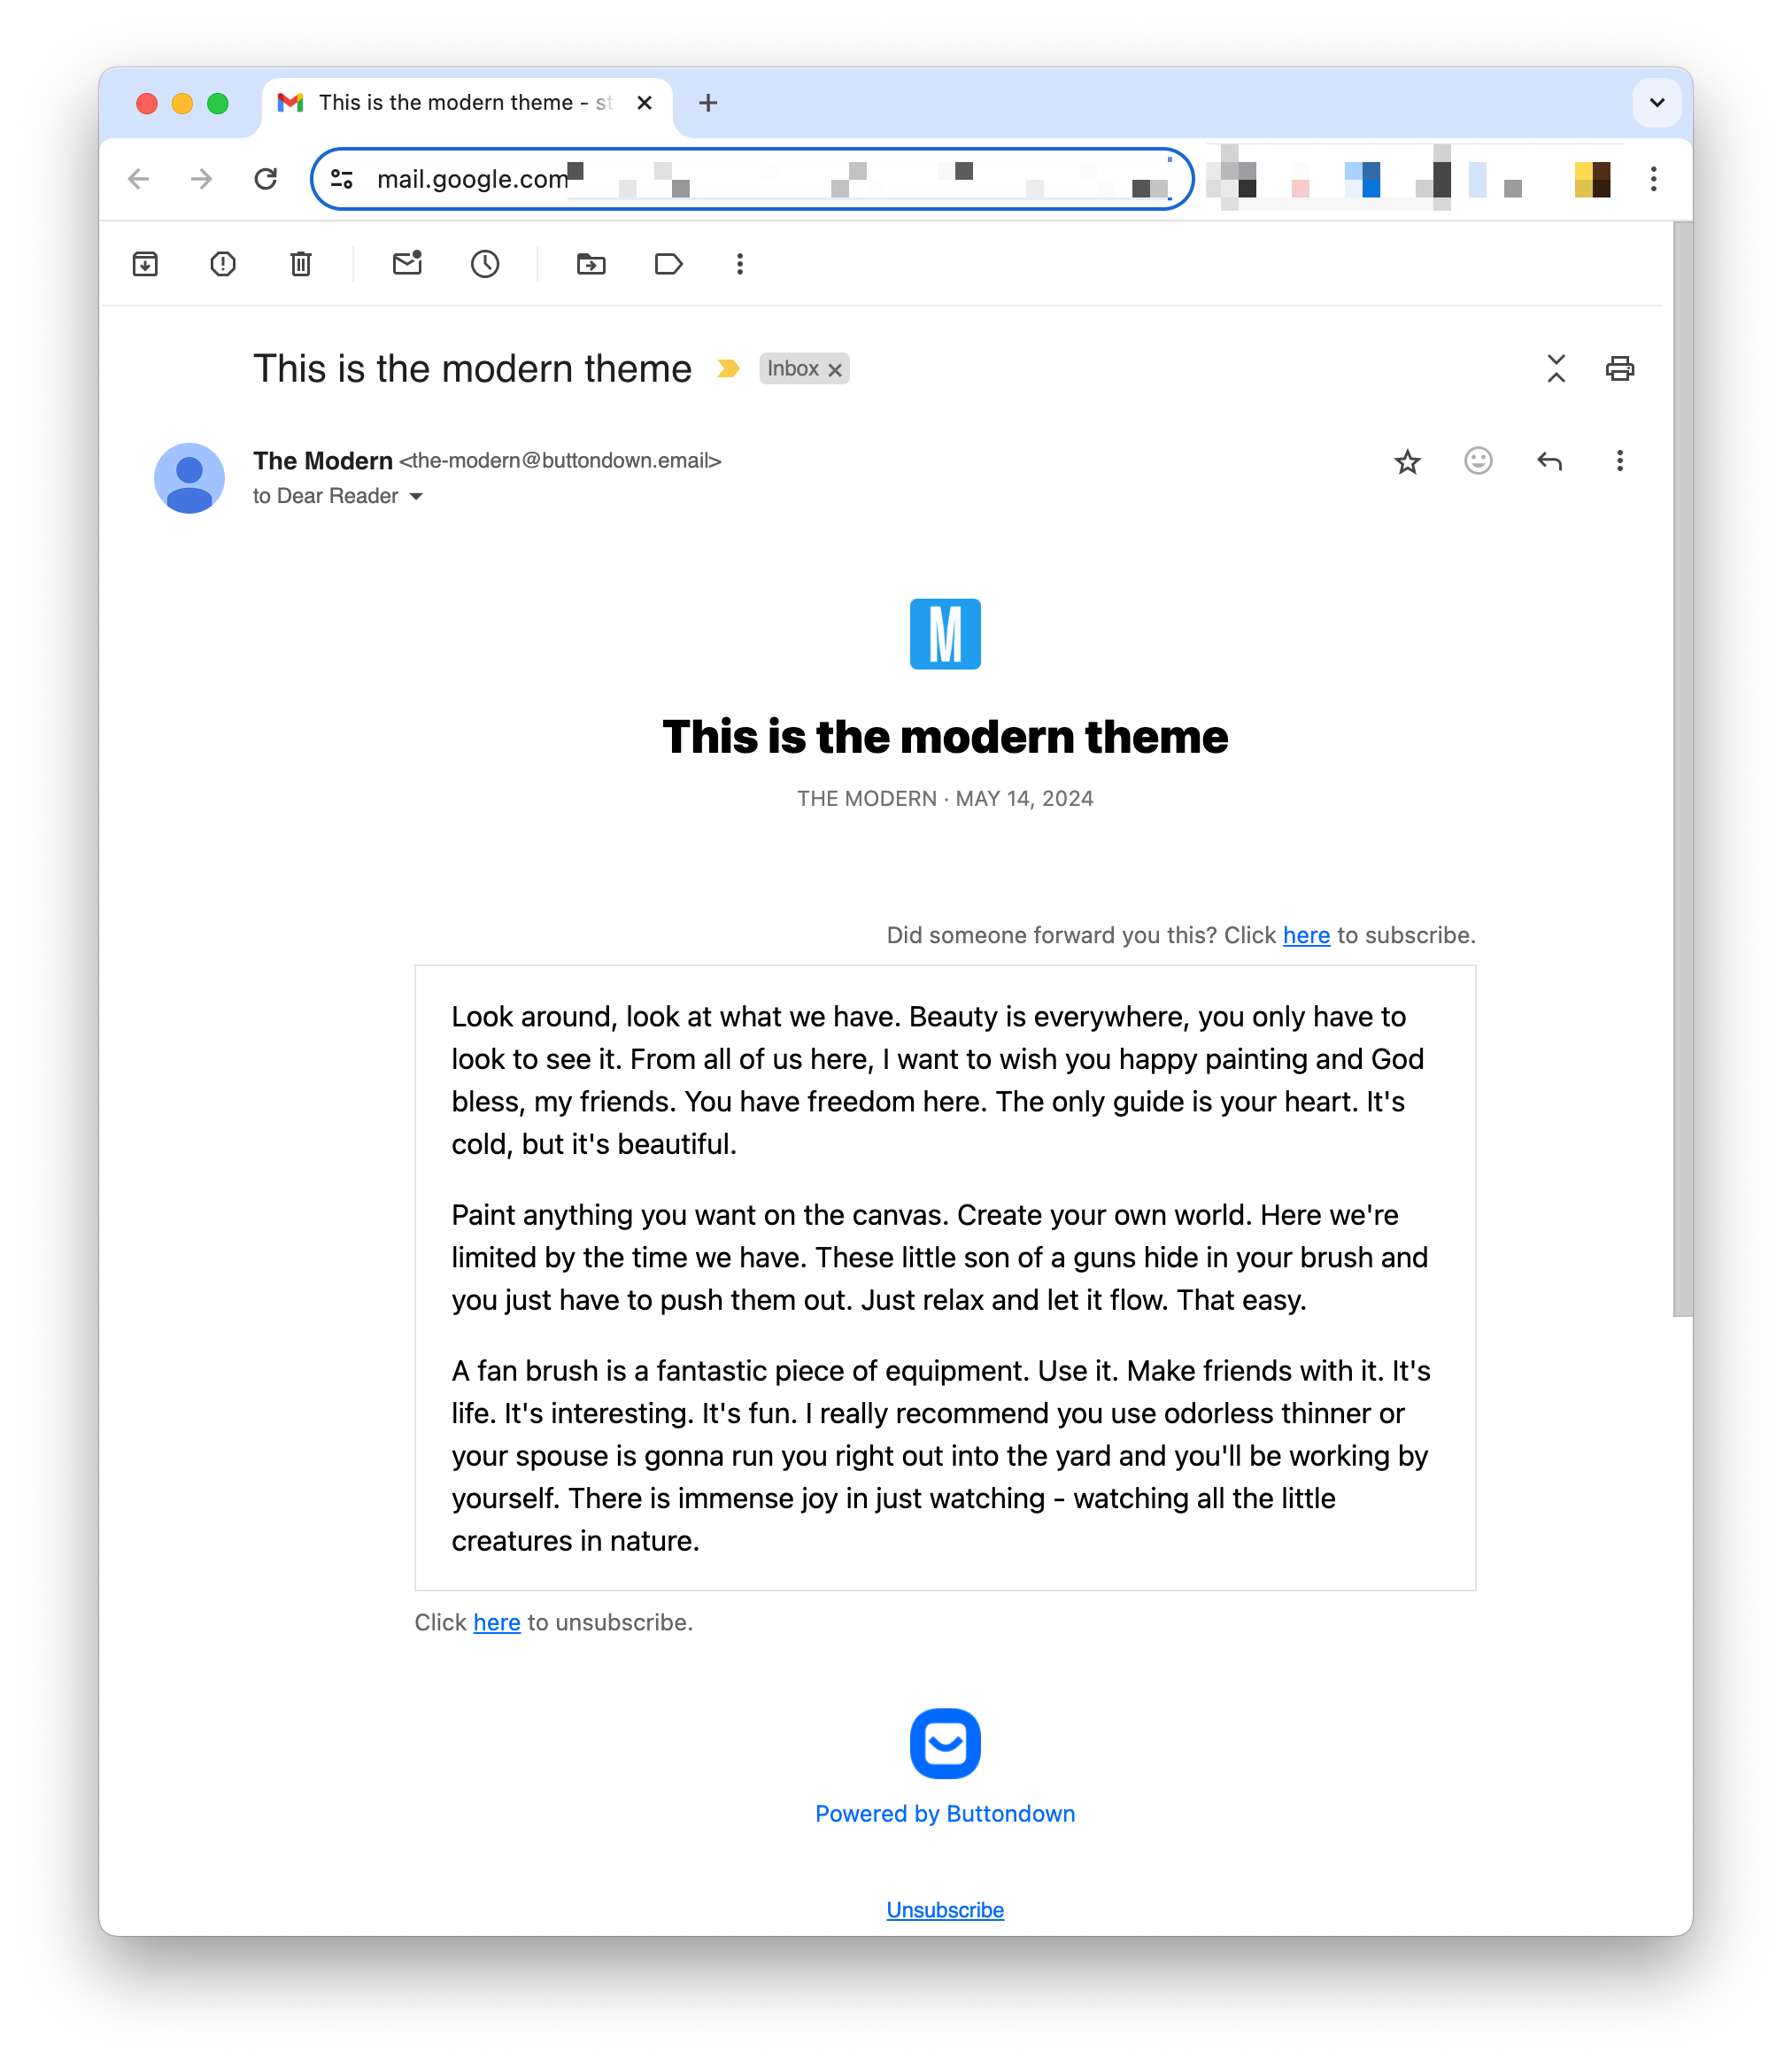 This is the modern theme - st
mail.google.com
This is the modern theme
Inbox
The Modern <the-modern@buttondown.email>
to Dear Reader
M
This is the modern theme
THE MODERN · MAY 14, 2024
Did someone forward you this? Click here to subscribe.
Look around, look at what we have. Beauty is everywhere, you only have to
look to see it. From all of us here, I want to wish you happy painting and God
bless, my friends. You have freedom here. The only guide is your heart. It's
cold, but it's beautiful.
Paint anything you want on the canvas. Create your own world. Here we're
limited by the time we have. These little son of a guns hide in your brush and
you just have to push them out. Just relax and let it flow. That easy.
A fan brush is a fantastic piece of equipment. Use it. Make friends with it. It's
life. It's interesting. It's fun. I really recommend you use odorless thinner or
your spouse is gonna run you right out into the yard and you'll be working by
yourself. There is immense joy in just watching - watching all the little
creatures in nature.
Click here to unsubscribe.
Powered by Buttondown
Unsubscribe